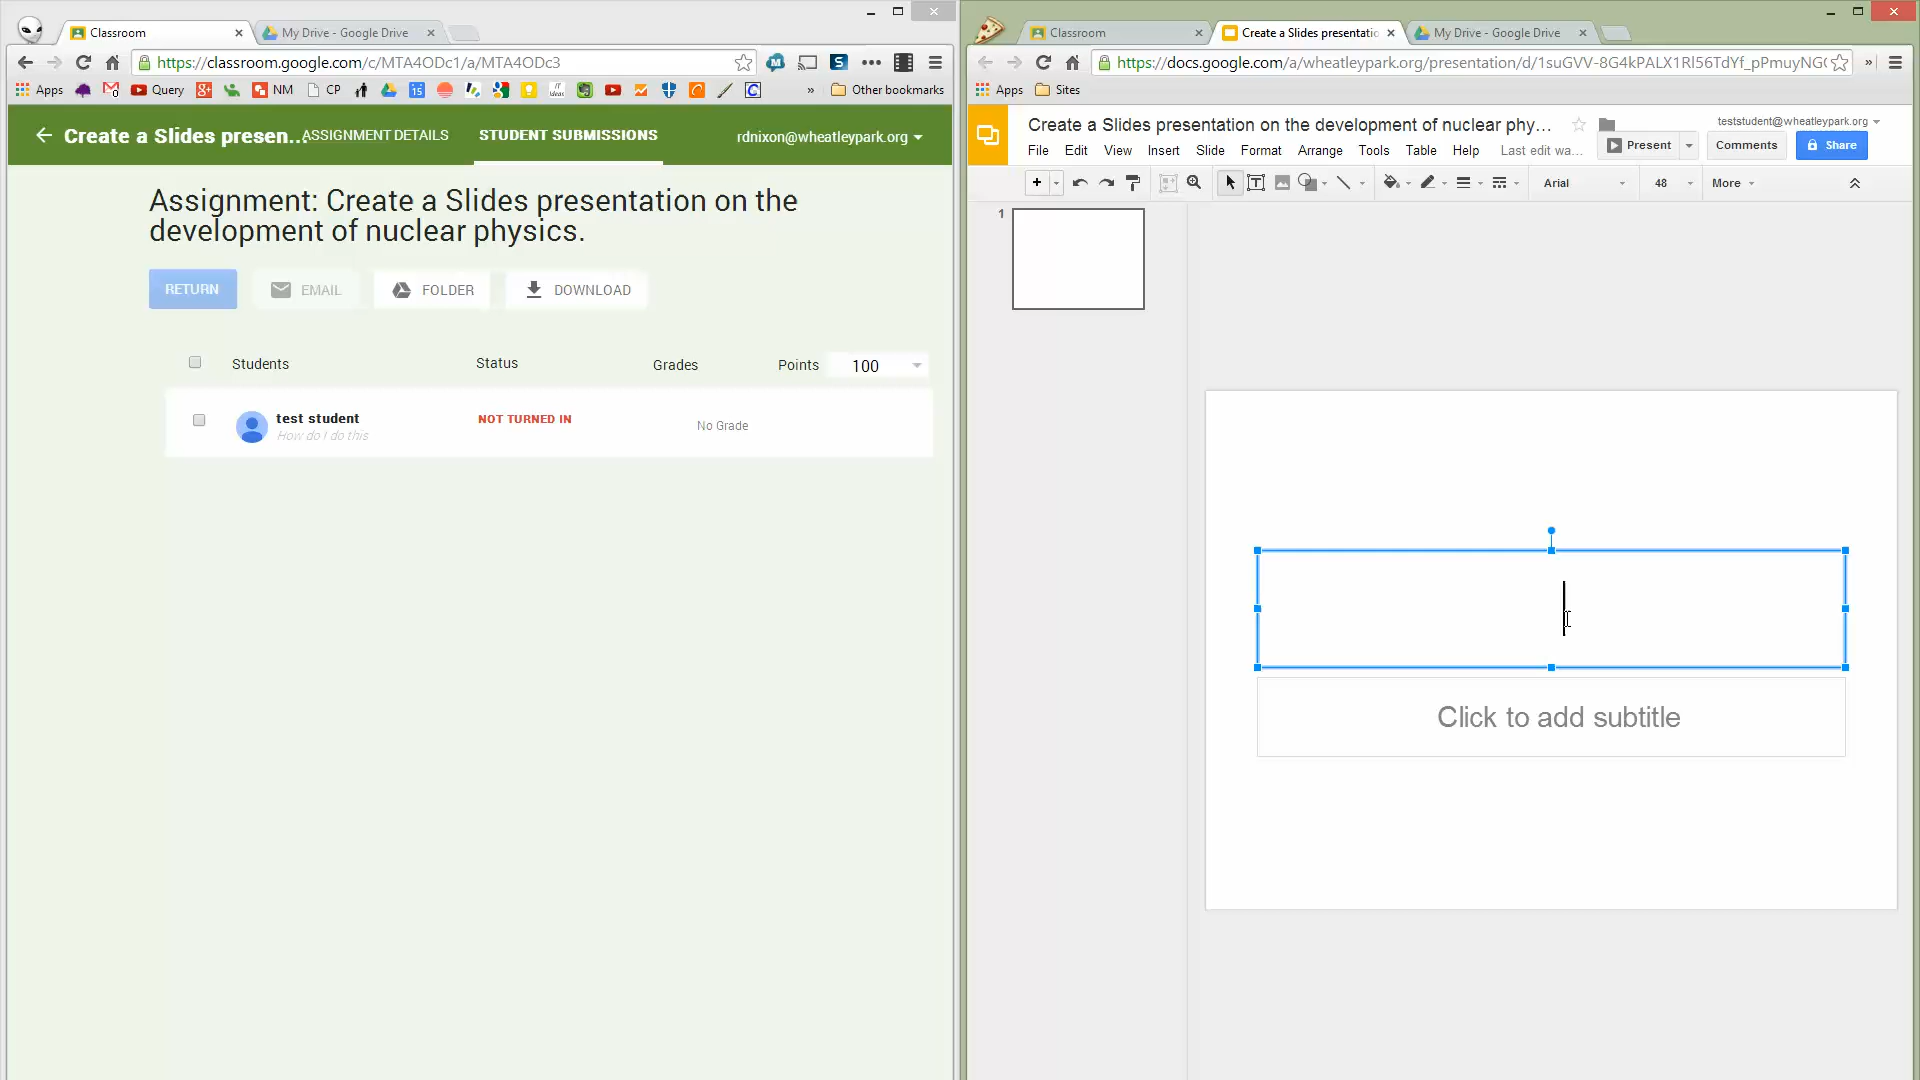 Classroom
My Drive - Google Drive
https://classroom.google.com/c/MTA4ODc1/a/MTA4ODc3
Apps
Query
NM
CP
Other bookmarks
Create a Slides presen...
ASSIGNMENT DETAILS
STUDENT SUBMISSIONS
rdnixon@wheatleypark.org
Assignment: Create a Slides presentation on the
development of nuclear physics.
RETURN
EMAIL
FOLDER
DOWNLOAD
Students
Status
Grades
Points
100
test student
How do I do this
NOT TURNED IN
No Grade
Classroom
Create a Slides presentatio
My Drive - Google Drive
https://docs.google.com/a/wheatleypark.org/presentation/d/1suGVV-8G4kPALX1Rl56TdYf_pPmuyNG
Apps
Sites
Create a Slides presentation on the development of nuclear phy...
teststudent@wheatleypark.org
File Edit View Insert Slide Format Arrange Tools Table Help Last edit wa...
Present
Comments
Share
Arial
48
More
1
Click to add subtitle